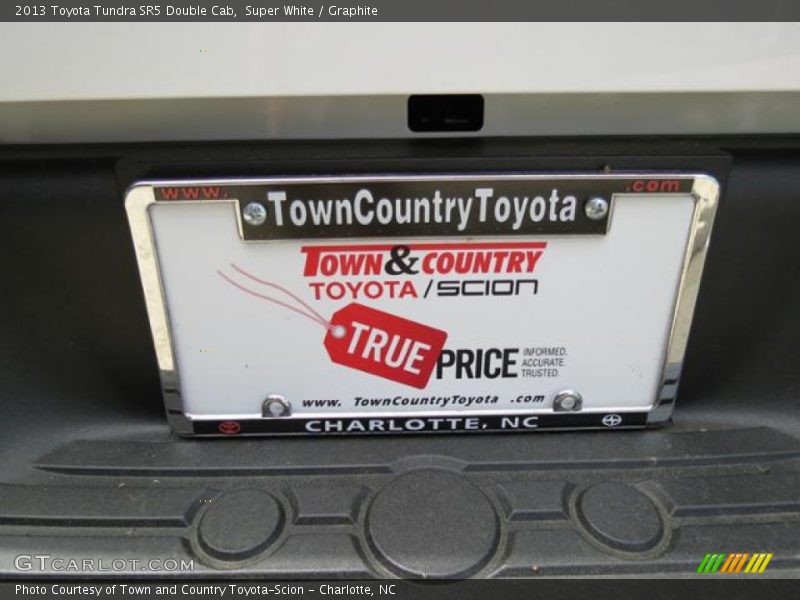 2013 Toyota Tundra SR5 Double Cab,  Super White / Graphite
www. .com
TownCountryToyota
TOWN & COUNTRY
TOYOTA / SCION
TRUE PRICE
INFORMED.
ACCURATE.
TRUSTED.
www. TownCountryToyota .com
CHARLOTTE, NC
GTCARLOT.COM
Photo Courtesy of Town and Country Toyota-Scion - Charlotte, NC